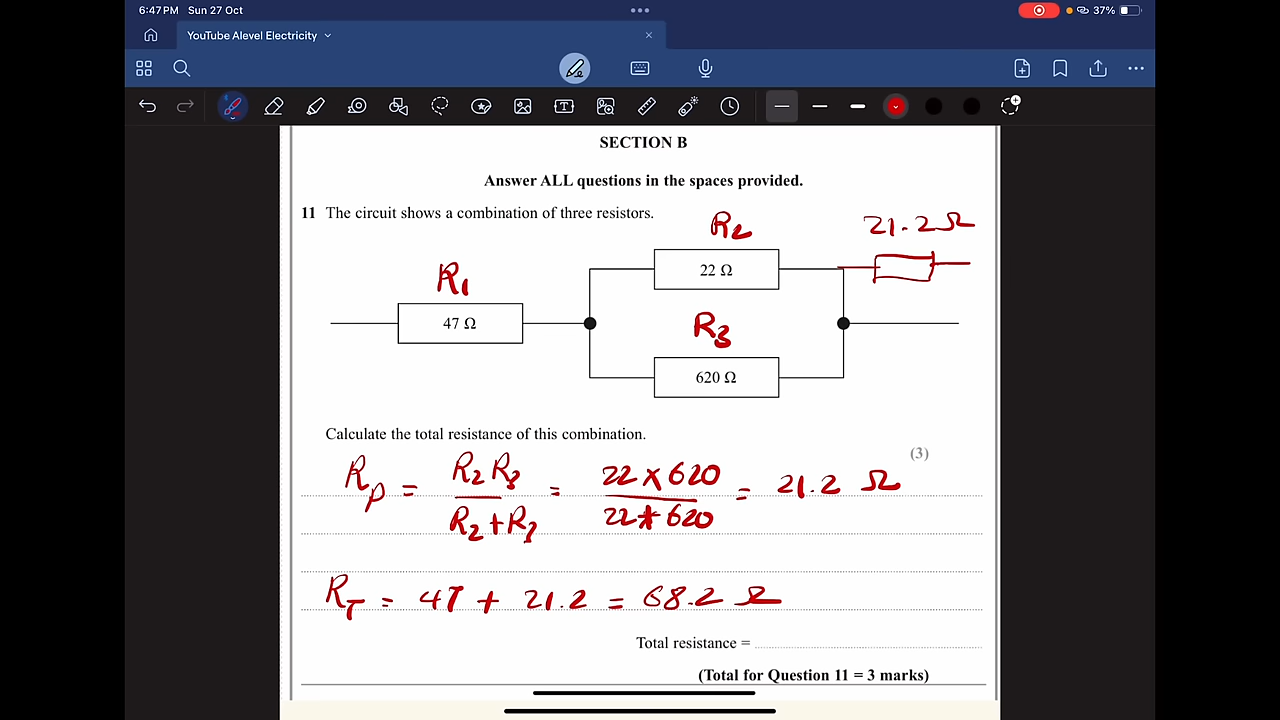 6:47PM Sun 27 Oct
37%
YouTube Alevel Electricity
SECTION B
Answer ALL questions in the spaces provided.
11 The circuit shows a combination of three resistors.
R2
21.2Ω
22 Ω
R1
47 Ω
R3
620 Ω
Calculate the total resistance of this combination.
(3)
Rp = R2 R3 / R2 + R3 = 22 × 620 / 22 + 620 = 21.2 Ω
RT = 47 + 21.2 = 68.2 Ω
Total resistance =
(Total for Question 11 = 3 marks)